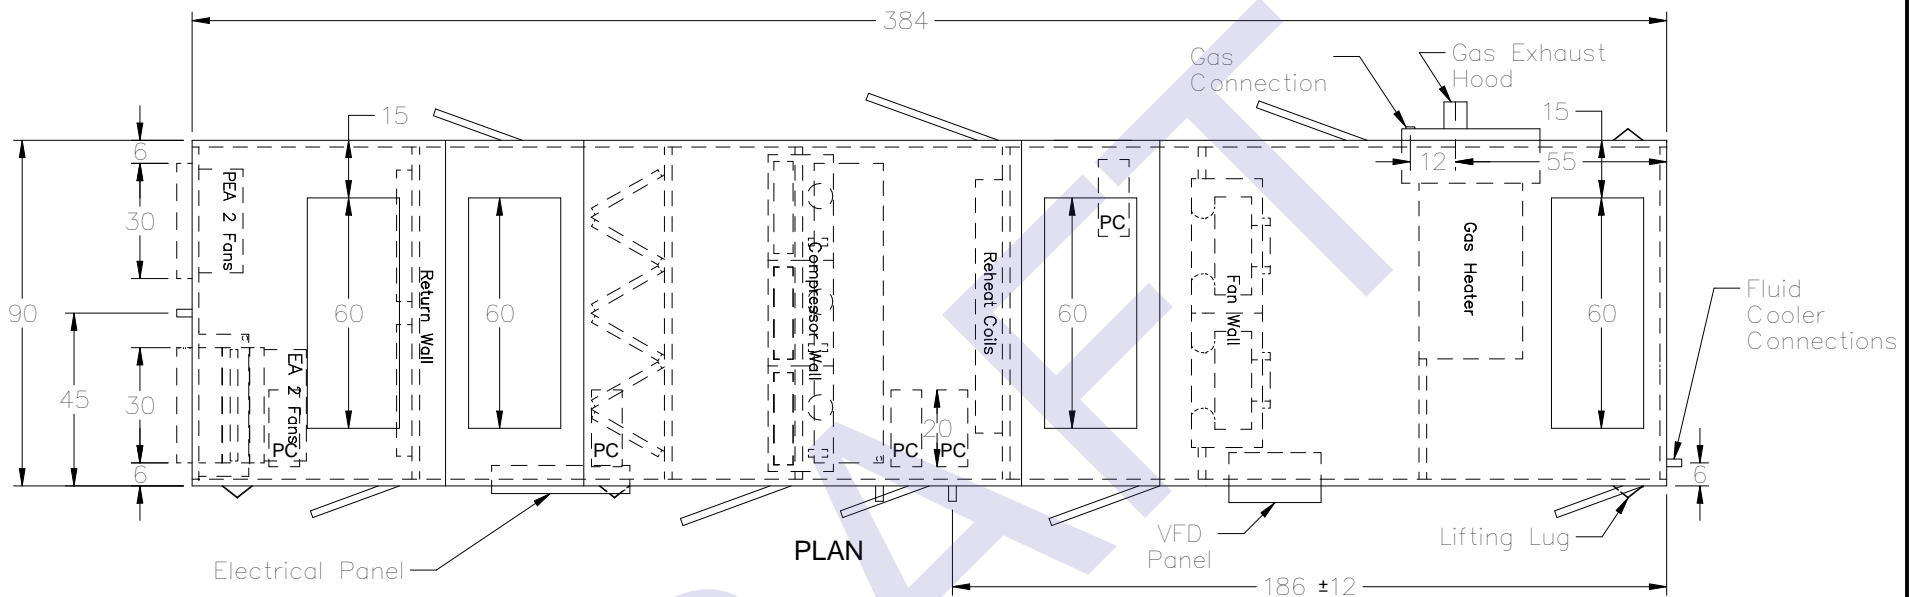 384
Gas
Connection
Gas Exhaust
Hood
15
15
6
12
55
30
PEA 2 Fans
Return Wall
Compressor Wall
Reheat Coils
PC
Fan Wall
Gas Heater
90
60
60
60
60
Fluid
Cooler
Connections
45
30
EA 2 Fans
PC
PC
PC
20
PC
6
6
PLAN
VFD
Panel
Lifting Lug
Electrical Panel
186 ±12
DRAFT